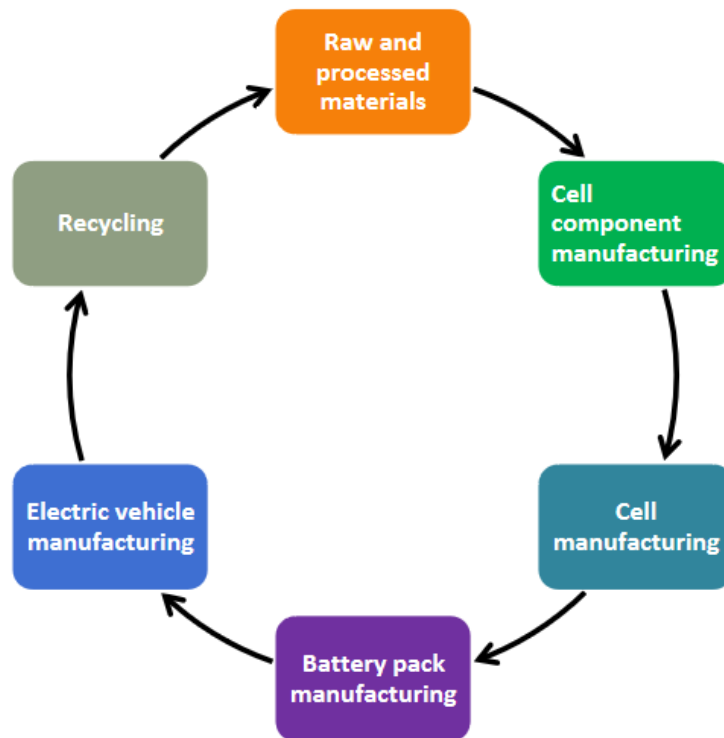 Raw and
processed
materials
Cell
component
manufacturing
Cell
manufacturing
Battery pack
manufacturing
Electric vehicle
manufacturing
Recycling